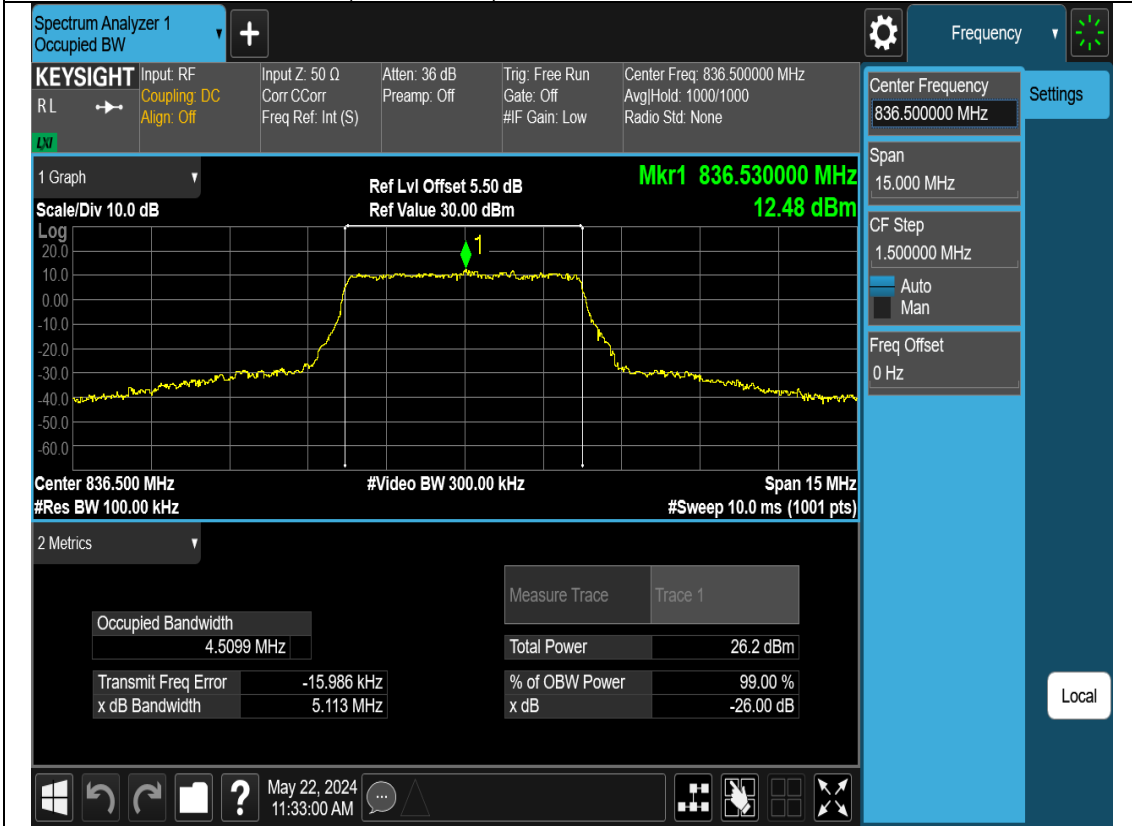 Spectrum Analyzer 1
Occupied BW
Frequency
KEYSIGHT
R L
LXI
Input: RF
Coupling: DC
Align: Off
Input Z: 50 Ω
Corr CCorr
Freq Ref: Int (S)
Atten: 36 dB
Preamp: Off
Trig: Free Run
Gate: Off
#IF Gain: Low
Center Freq: 836.500000 MHz
Avg|Hold: 1000/1000
Radio Std: None
Center Frequency
836.500000 MHz
Settings
Span
15.000 MHz
CF Step
1.500000 MHz
Auto
Man
Freq Offset
0 Hz
Local
1 Graph
Ref Lvl Offset 5.50 dB
Mkr1 836.530000 MHz
Scale/Div 10.0 dB
Ref Value 30.00 dBm
12.48 dBm
Log
1
20.0
10.0
0.00
-10.0
-20.0
-30.0
-40.0
-50.0
-60.0
Center 836.500 MHz
#Video BW 300.00 kHz
Span 15 MHz
#Res BW 100.00 kHz
#Sweep 10.0 ms (1001 pts)
2 Metrics
Measure Trace Trace 1
Occupied Bandwidth
4.5099 MHz
Total Power 26.2 dBm
Transmit Freq Error -15.986 kHz
% of OBW Power 99.00 %
x dB Bandwidth 5.113 MHz
x dB -26.00 dB
?
May 22, 2024
11:33:00 AM